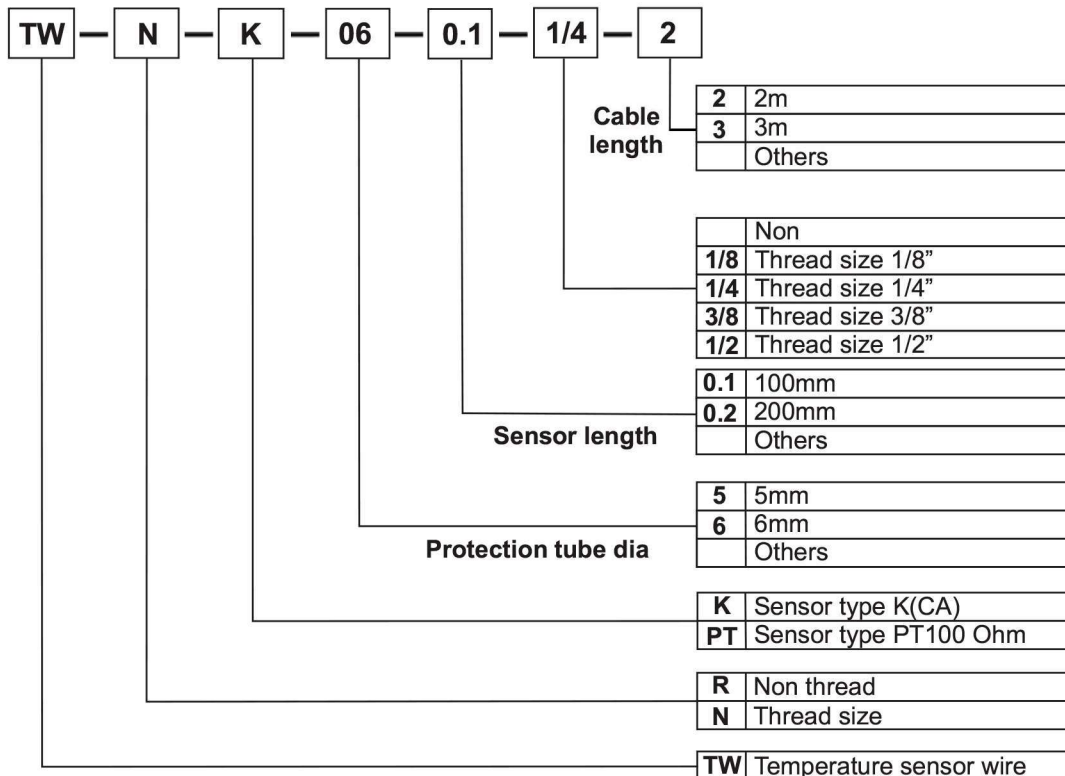 TW — N — K — 06 — 0.1 — 1/4 — 2
Cable
length
2 2m
3 3m
Others
Non
1/8 Thread size 1/8”
1/4 Thread size 1/4”
3/8 Thread size 3/8”
1/2 Thread size 1/2”
Sensor length
0.1 100mm
0.2 200mm
Others
Protection tube dia
5 5mm
6 6mm
Others
K Sensor type K(CA)
PT Sensor type PT100 Ohm
R Non thread
N Thread size
TW Temperature sensor wire